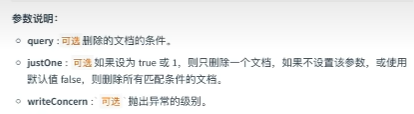 参数说明：
query :可选删除的文档的条件。
justOne : 可选如果设为 true 或 1，则只删除一个文档，如果不设置该参数，或使用
默认值 false，则删除所有匹配条件的文档。
writeConcern : 可选 抛出异常的级别。